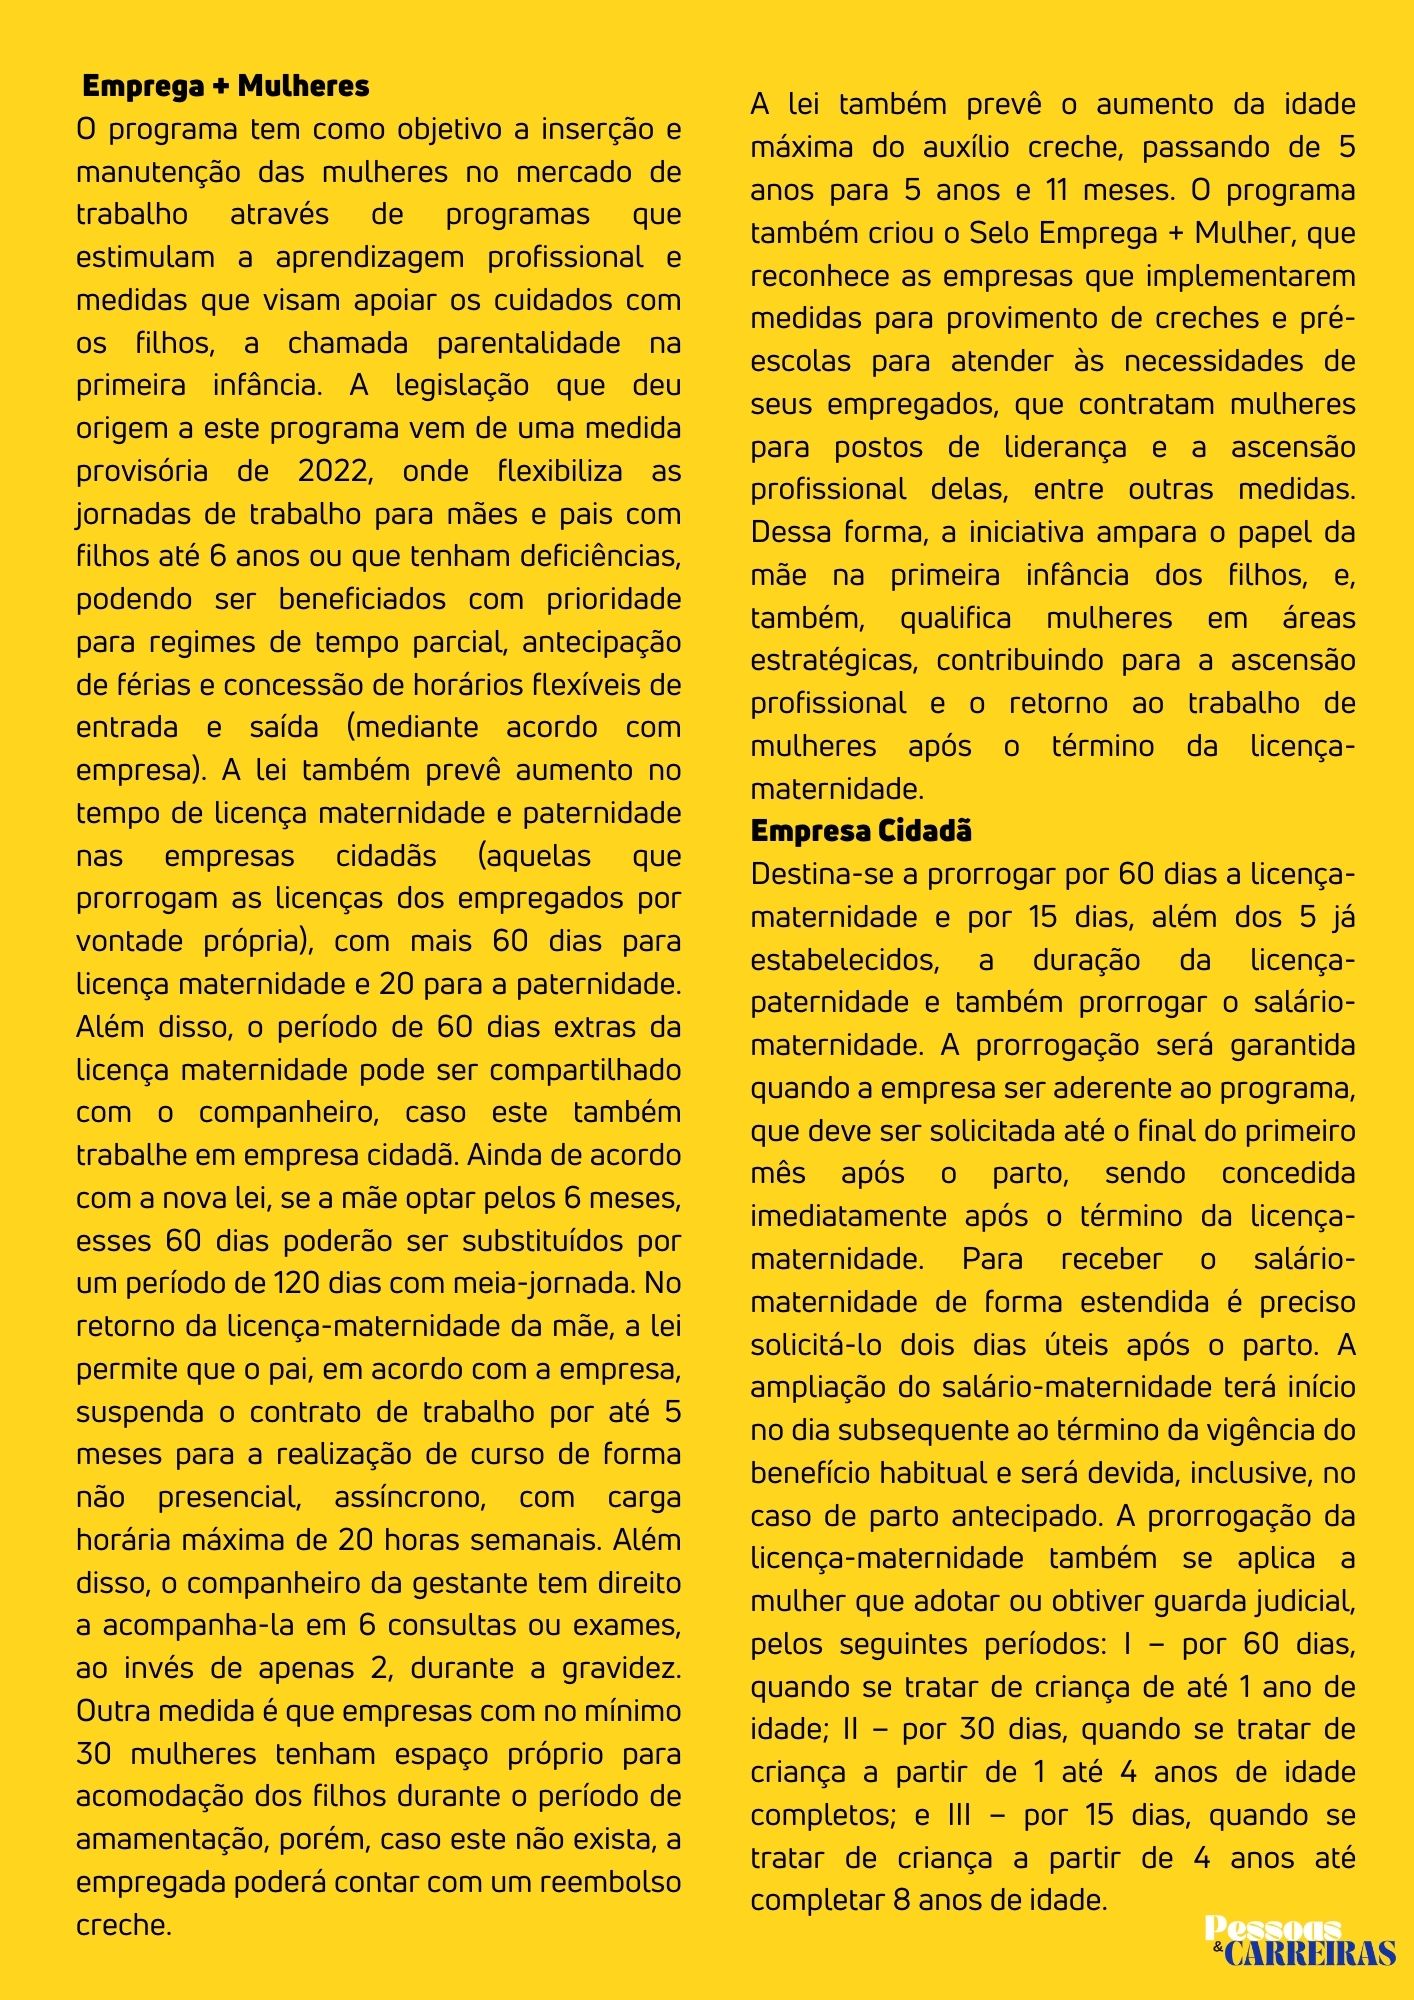 Emprega + Mulheres
O programa tem como objetivo a inserção e
manutenção das mulheres no mercado de
trabalho através de programas que
estimulam a aprendizagem profissional e
medidas que visam apoiar os cuidados com
os filhos, a chamada parentalidade na
primeira infância. A legislação que deu
origem a este programa vem de uma medida
provisória de 2022, onde flexibiliza as
jornadas de trabalho para mães e pais com
filhos até 6 anos ou que tenham deficiências,
podendo ser beneficiados com prioridade
para regimes de tempo parcial, antecipação
de férias e concessão de horários flexíveis de
entrada e saída (mediante acordo com
empresa). A lei também prevê aumento no
tempo de licença maternidade e paternidade
nas empresas cidadãs (aquelas que
prorrogam as licenças dos empregados por
vontade própria), com mais 60 dias para
licença maternidade e 20 para a paternidade.
Além disso, o período de 60 dias extras da
licença maternidade pode ser compartilhado
com o companheiro, caso este também
trabalhe em empresa cidadã. Ainda de acordo
com a nova lei, se a mãe optar pelos 6 meses,
esses 60 dias poderão ser substituídos por
um período de 120 dias com meia-jornada. No
retorno da licença-maternidade da mãe, a lei
permite que o pai, em acordo com a empresa,
suspenda o contrato de trabalho por até 5
meses para a realização de curso de forma
não presencial, assíncrono, com carga
horária máxima de 20 horas semanais. Além
disso, o companheiro da gestante tem direito
a acompanha-la em 6 consultas ou exames,
ao invés de apenas 2, durante a gravidez.
Outra medida é que empresas com no mínimo
30 mulheres tenham espaço próprio para
acomodação dos filhos durante o período de
amamentação, porém, caso este não exista, a
empregada poderá contar com um reembolso
creche.
A lei também prevê o aumento da idade
máxima do auxílio creche, passando de 5
anos para 5 anos e 11 meses. O programa
também criou o Selo Emprega + Mulher, que
reconhece as empresas que implementarem
medidas para provimento de creches e pré-
escolas para atender às necessidades de
seus empregados, que contratam mulheres
para postos de liderança e a ascensão
profissional delas, entre outras medidas.
Dessa forma, a iniciativa ampara o papel da
mãe na primeira infância dos filhos, e,
também, qualifica mulheres em áreas
estratégicas, contribuindo para a ascensão
profissional e o retorno ao trabalho de
mulheres após o término da licença-
maternidade.
Empresa Cidadã
Destina-se a prorrogar por 60 dias a licença-
maternidade e por 15 dias, além dos 5 já
estabelecidos, a duração da licença-
paternidade e também prorrogar o salário-
maternidade. A prorrogação será garantida
quando a empresa ser aderente ao programa,
que deve ser solicitada até o final do primeiro
mês após o parto, sendo concedida
imediatamente após o término da licença-
maternidade. Para receber o salário-
maternidade de forma estendida é preciso
solicitá-lo dois dias úteis após o parto. A
ampliação do salário-maternidade terá início
no dia subsequente ao término da vigência do
benefício habitual e será devida, inclusive, no
caso de parto antecipado. A prorrogação da
licença-maternidade também se aplica a
mulher que adotar ou obtiver guarda judicial,
pelos seguintes períodos: I – por 60 dias,
quando se tratar de criança de até 1 ano de
idade; II – por 30 dias, quando se tratar de
criança a partir de 1 até 4 anos de idade
completos; e III – por 15 dias, quando se
tratar de criança a partir de 4 anos até
completar 8 anos de idade.
Pessoas
&CARREIRAS